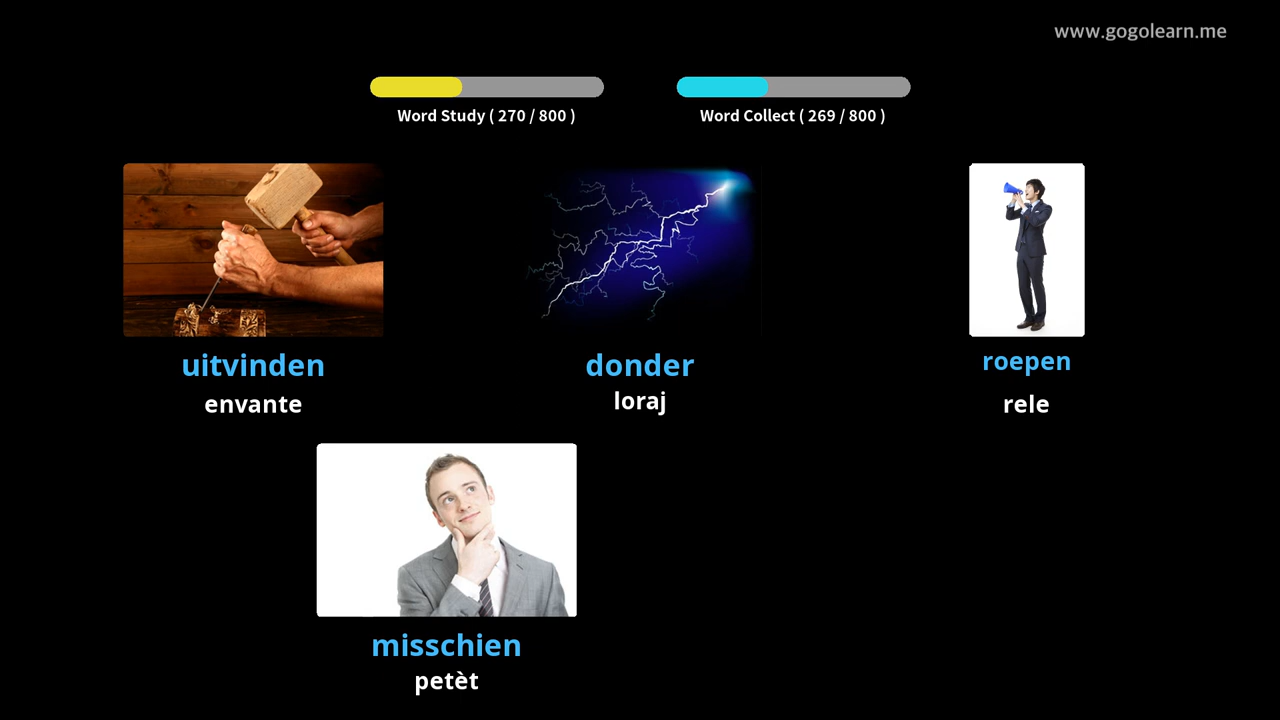 www.gogolearn.me
Word Study ( 270 / 800 )
Word Collect ( 269 / 800 )
uitvinden
envante
donder
loraj
roepen
rele
misschien
petèt